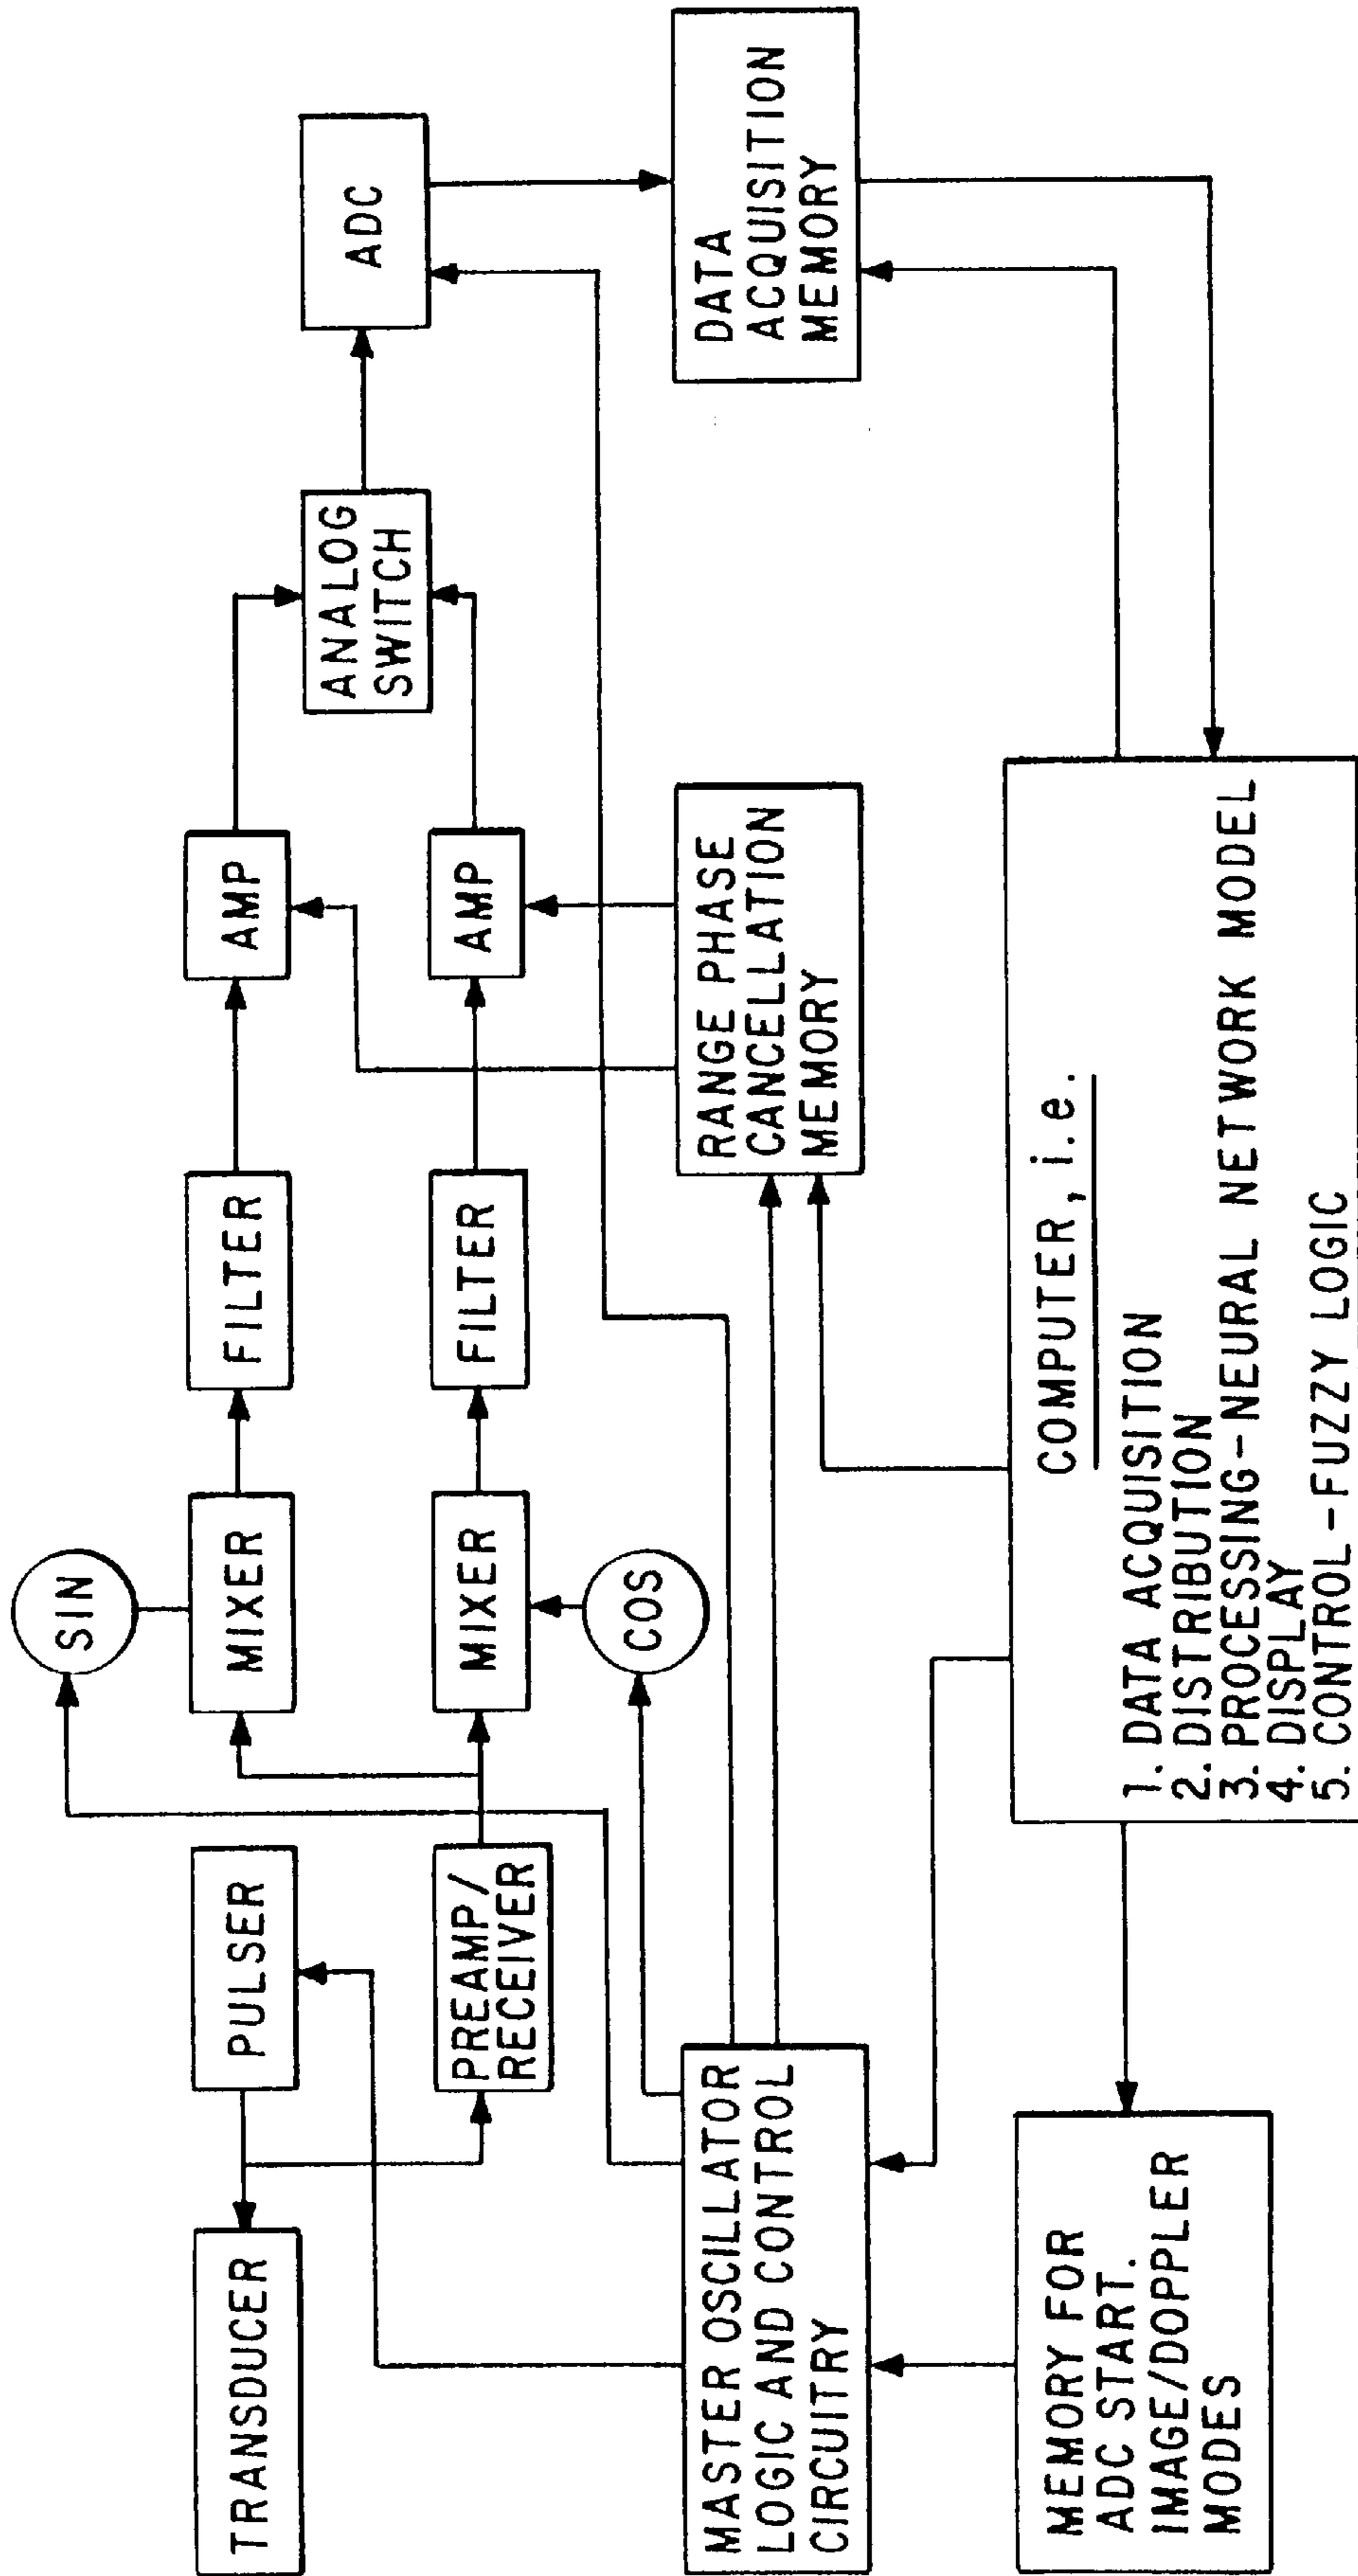 TRANSDUCER
PULSER
SIN
MIXER
FILTER
AMP
ANALOG
SWITCH
ADC
PREAMP/
RECEIVER
MIXER
FILTER
AMP
COS
MASTER OSCILLATOR
LOGIC AND CONTROL
CIRCUITRY
RANGE PHASE
CANCELLATION
MEMORY
DATA
ACQUISITION
MEMORY
MEMORY FOR
ADC START.
IMAGE/DOPPLER
MODES
COMPUTER, i.e.
1. DATA ACQUISITION
2. DISTRIBUTION
3. PROCESSING-NEURAL NETWORK MODEL
4. DISPLAY
5. CONTROL-FUZZY LOGIC